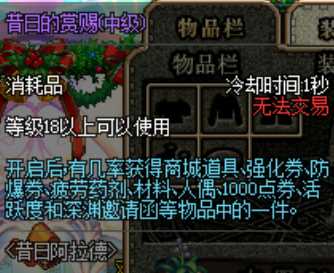 昔日的赏赐(中级)
物品栏
装
物品栏
消耗品
冷却时间:1秒
无法交易
等级18以上可以使用
开启后,有几率获得商城道具、强化券、防
爆券、疲劳药剂、材料、人偶、1000点券、活
跃度和深渊邀请函等物品中的一件。
<昔日阿拉德>